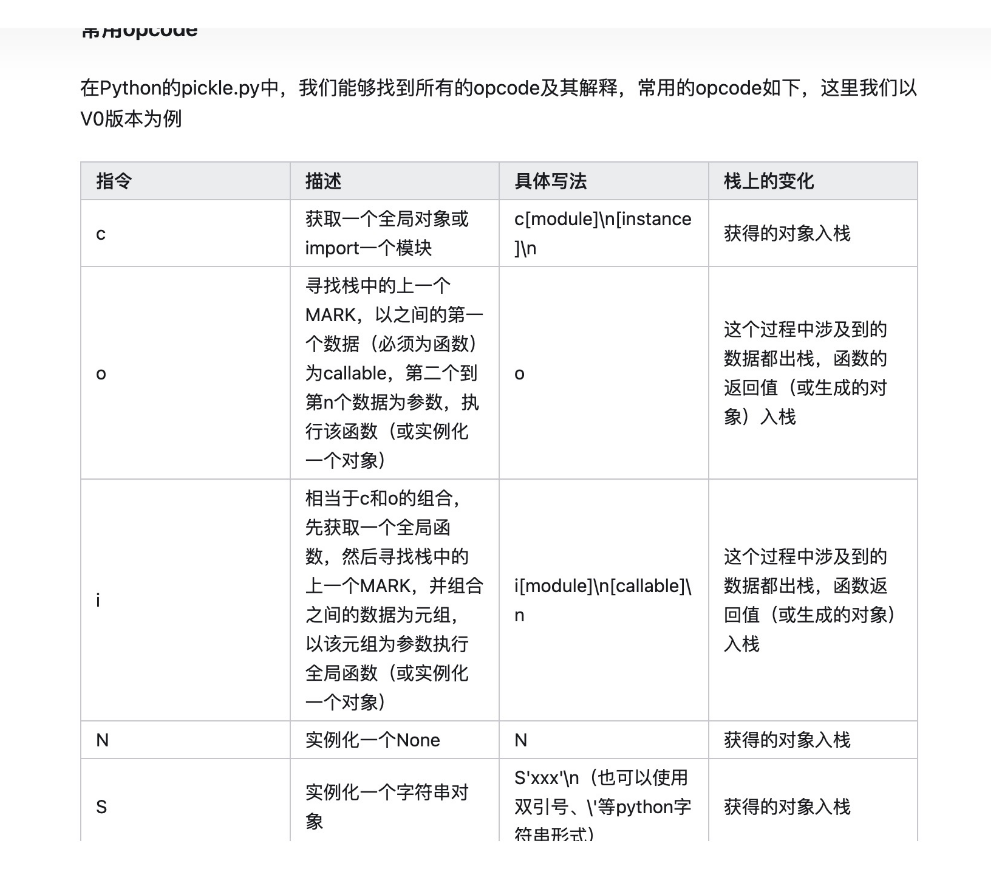 常用opcode
在Python的pickle.py中，我们能够找到所有的opcode及其解释，常用的opcode如下，这里我们以
V0版本为例
指令 描述 具体写法 栈上的变化
c
获取一个全局对象或
import一个模块
c[module]\n[instance
]\n
获得的对象入栈
o
寻找栈中的上一个
MARK，以之间的第一
个数据（必须为函数）
为callable，第二个到
第n个数据为参数，执
行该函数（或实例化
一个对象）
o
这个过程中涉及到的
数据都出栈，函数的
返回值（或生成的对
象）入栈
i
相当于c和o的组合，
先获取一个全局函
数，然后寻找栈中的
上一个MARK，并组合
之间的数据为元组，
以该元组为参数执行
全局函数（或实例化
一个对象）
i[module]\n[callable]\
n
这个过程中涉及到的
数据都出栈，函数返
回值（或生成的对象）
入栈
N
实例化一个None
N
获得的对象入栈
S
实例化一个字符串对
象
S'xxx'\n（也可以使用
双引号、\'等python字
符串形式）
获得的对象入栈